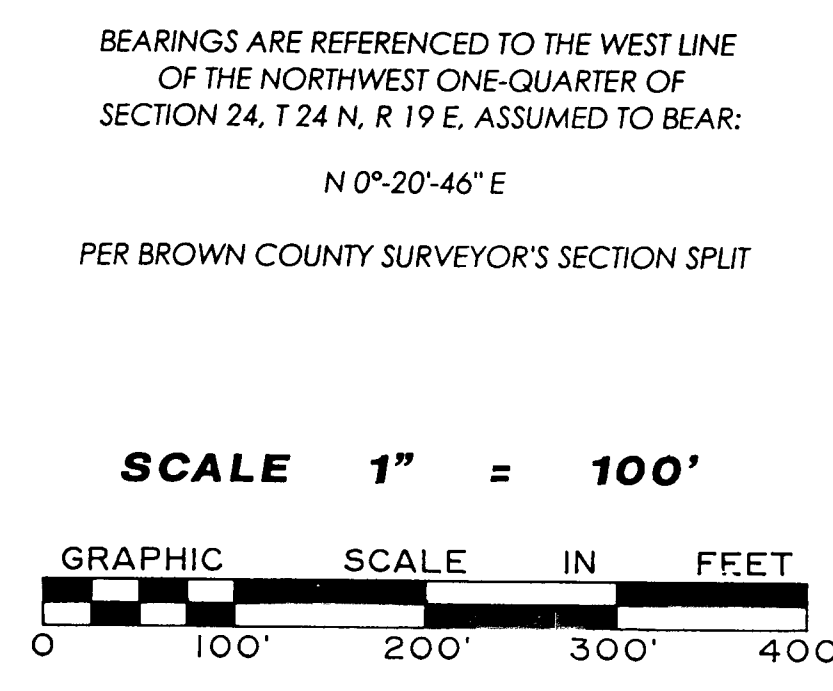 BEARINGS ARE REFERENCED TO THE WEST LINE
OF THE NORTHWEST ONE-QUARTER OF
SECTION 24, T 24 N, R 19 E, ASSUMED TO BEAR:
N 0°-20'-46" E
PER BROWN COUNTY SURVEYOR'S SECTION SPLIT
SCALE 1" = 100'
GRAPHIC SCALE IN FEET
0 100' 200' 300' 400